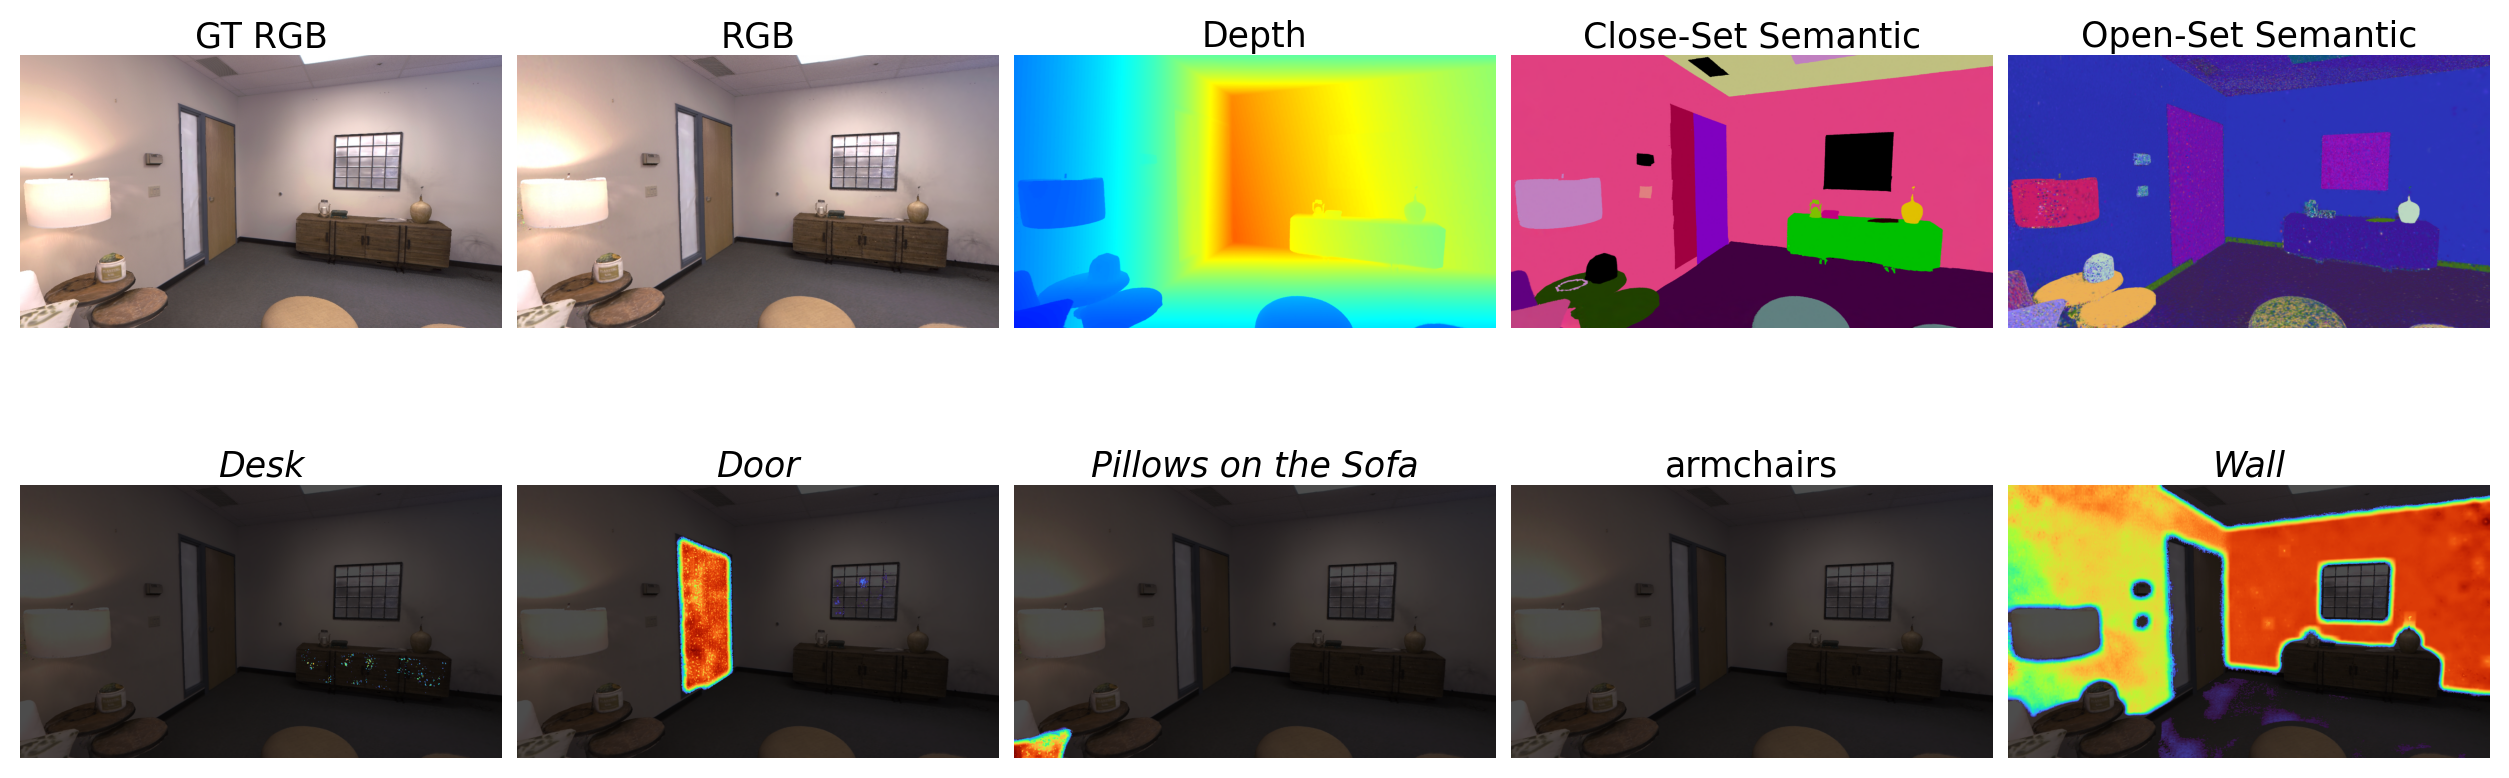 GT RGB
RGB
Depth
Close-Set Semantic
Open-Set Semantic
Desk
Door
Pillows on the Sofa
armchairs
Wall